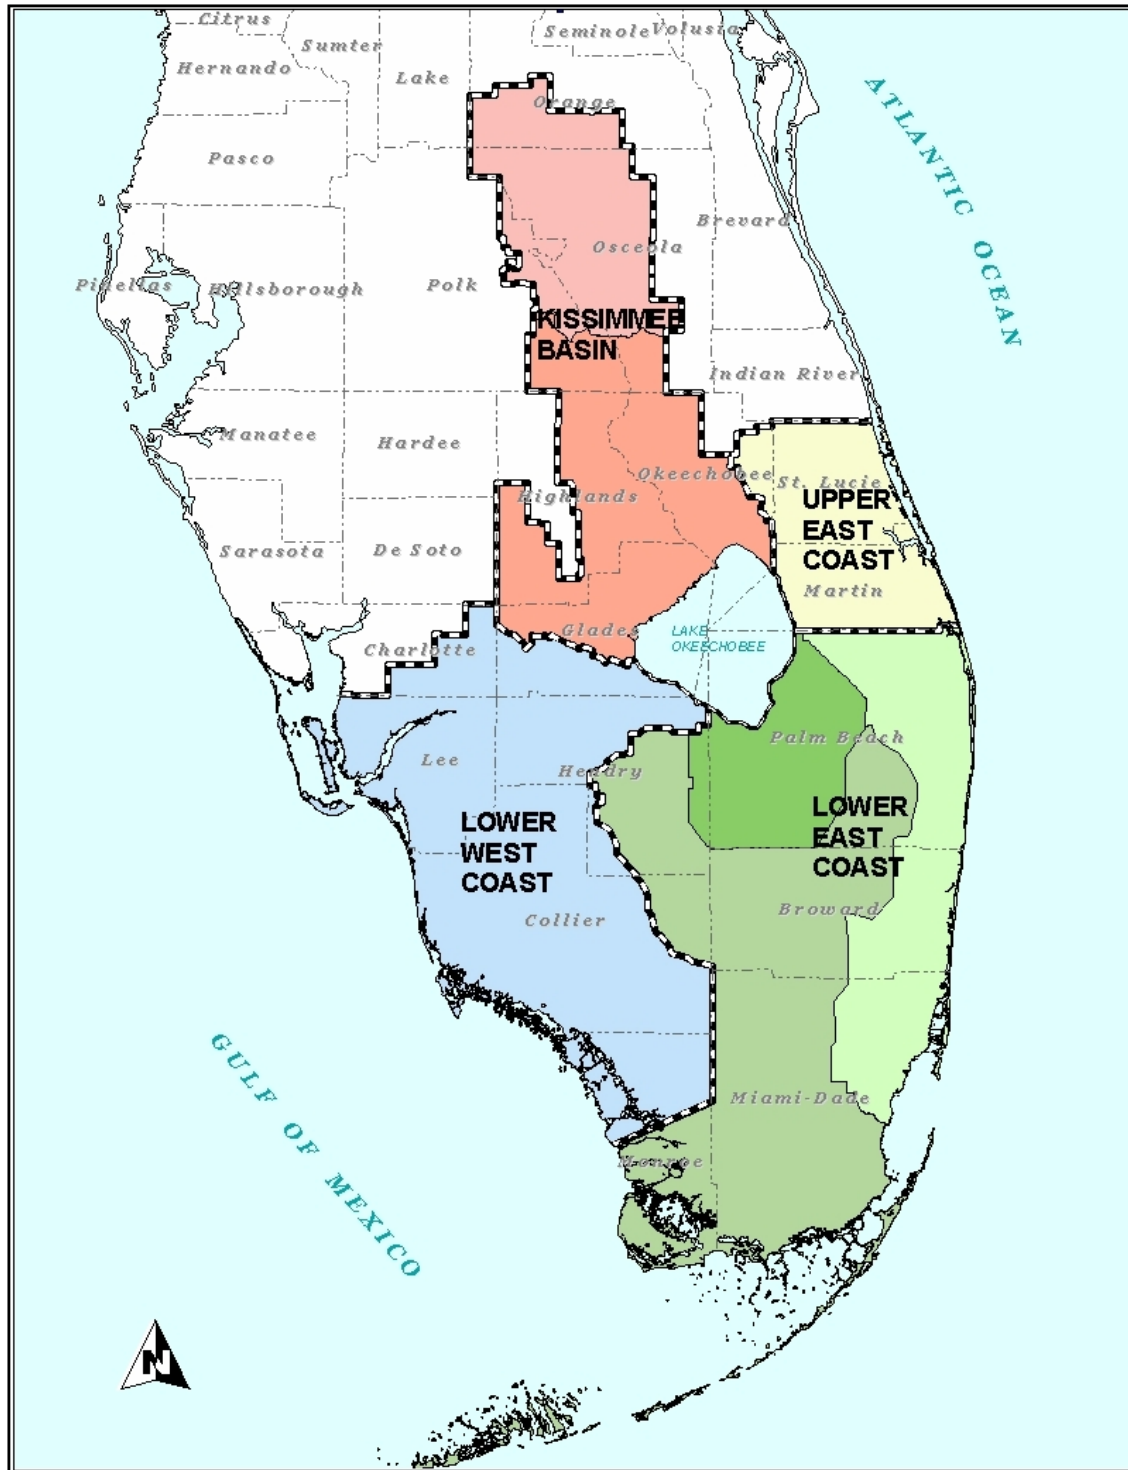 Citrus
Sumter
Seminole
Volusia
Hernando
Lake
Orange
ATLANTIC OCEAN
Pasco
Brevard
Osceola
Pinellas
Hillsborough
Polk
KISSIMMEE
BASIN
Indian River
Manatee
Hardee
Okeechobee
St. Lucie
Highlands
UPPER
EAST
COAST
Sarasota
De Soto
Martin
Glades
LAKE
OKEECHOBEE
Charlotte
Palm Beach
Lee
Hendry
LOWER
WEST
COAST
LOWER
EAST
COAST
Collier
Broward
GULF OF MEXICO
Miami-Dade
Monroe
N